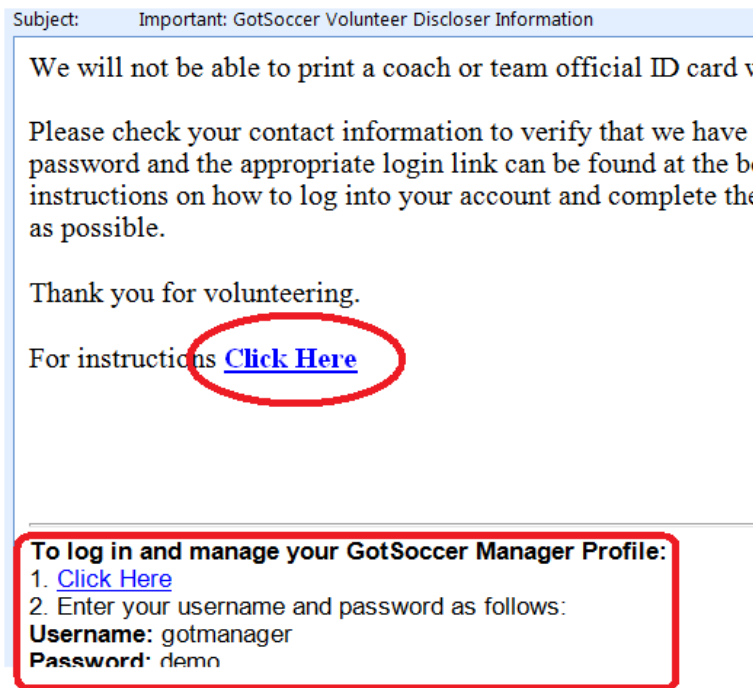 Subject: Important: GotSoccer Volunteer Discloser Information
We will not be able to print a coach or team official ID card
Please check your contact information to verify that we have
password and the appropriate login link can be found at the
instructions on how to log into your account and complete the
as possible.
Thank you for volunteering.
For instructions Click Here
To log in and manage your GotSoccer Manager Profile:
1. Click Here
2. Enter your username and password as follows:
Username: gotmanager
Password: demo